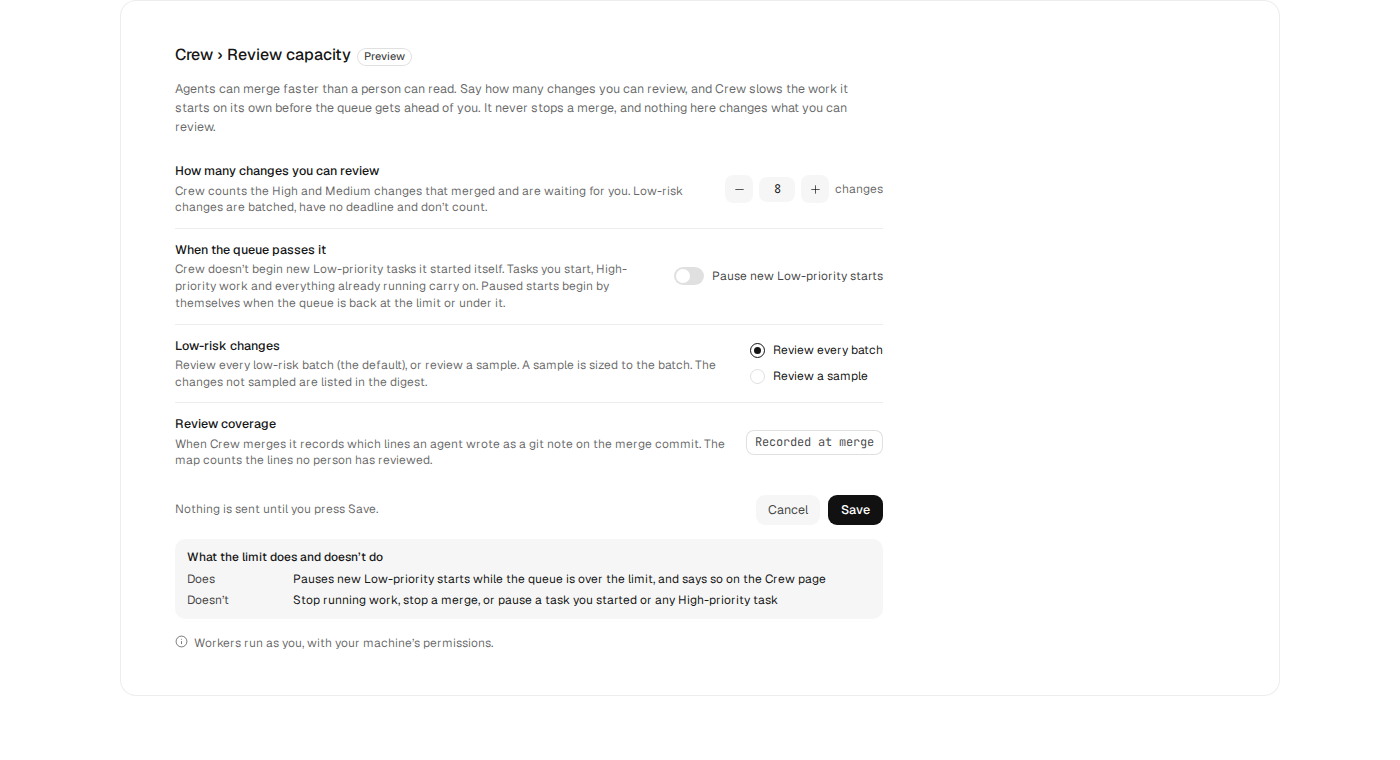 Crew › Review capacity Preview
Agents can merge faster than a person can read. Say how many changes you can review, and Crew slows the work it
starts on its own before the queue gets ahead of you. It never stops a merge, and nothing here changes what you can
review.
How many changes you can review
Crew counts the High and Medium changes that merged and are waiting for you. Low-risk
changes are batched, have no deadline and don't count.
− 8 + changes
When the queue passes it
Crew doesn't begin new Low-priority tasks it started itself. Tasks you start, High-
priority work and everything already running carry on. Paused starts begin by
themselves when the queue is back at the limit or under it.
Pause new Low-priority starts
Low-risk changes
Review every low-risk batch (the default), or review a sample. A sample is sized to the batch. The
changes not sampled are listed in the digest.
Review every batch
Review a sample
Review coverage
When Crew merges it records which lines an agent wrote as a git note on the merge commit. The
map counts the lines no person has reviewed.
Recorded at merge
Nothing is sent until you press Save.
Cancel Save
What the limit does and doesn't do
Does Pauses new Low-priority starts while the queue is over the limit, and says so on the Crew page
Doesn't Stop running work, stop a merge, or pause a task you started or any High-priority task
Workers run as you, with your machine's permissions.